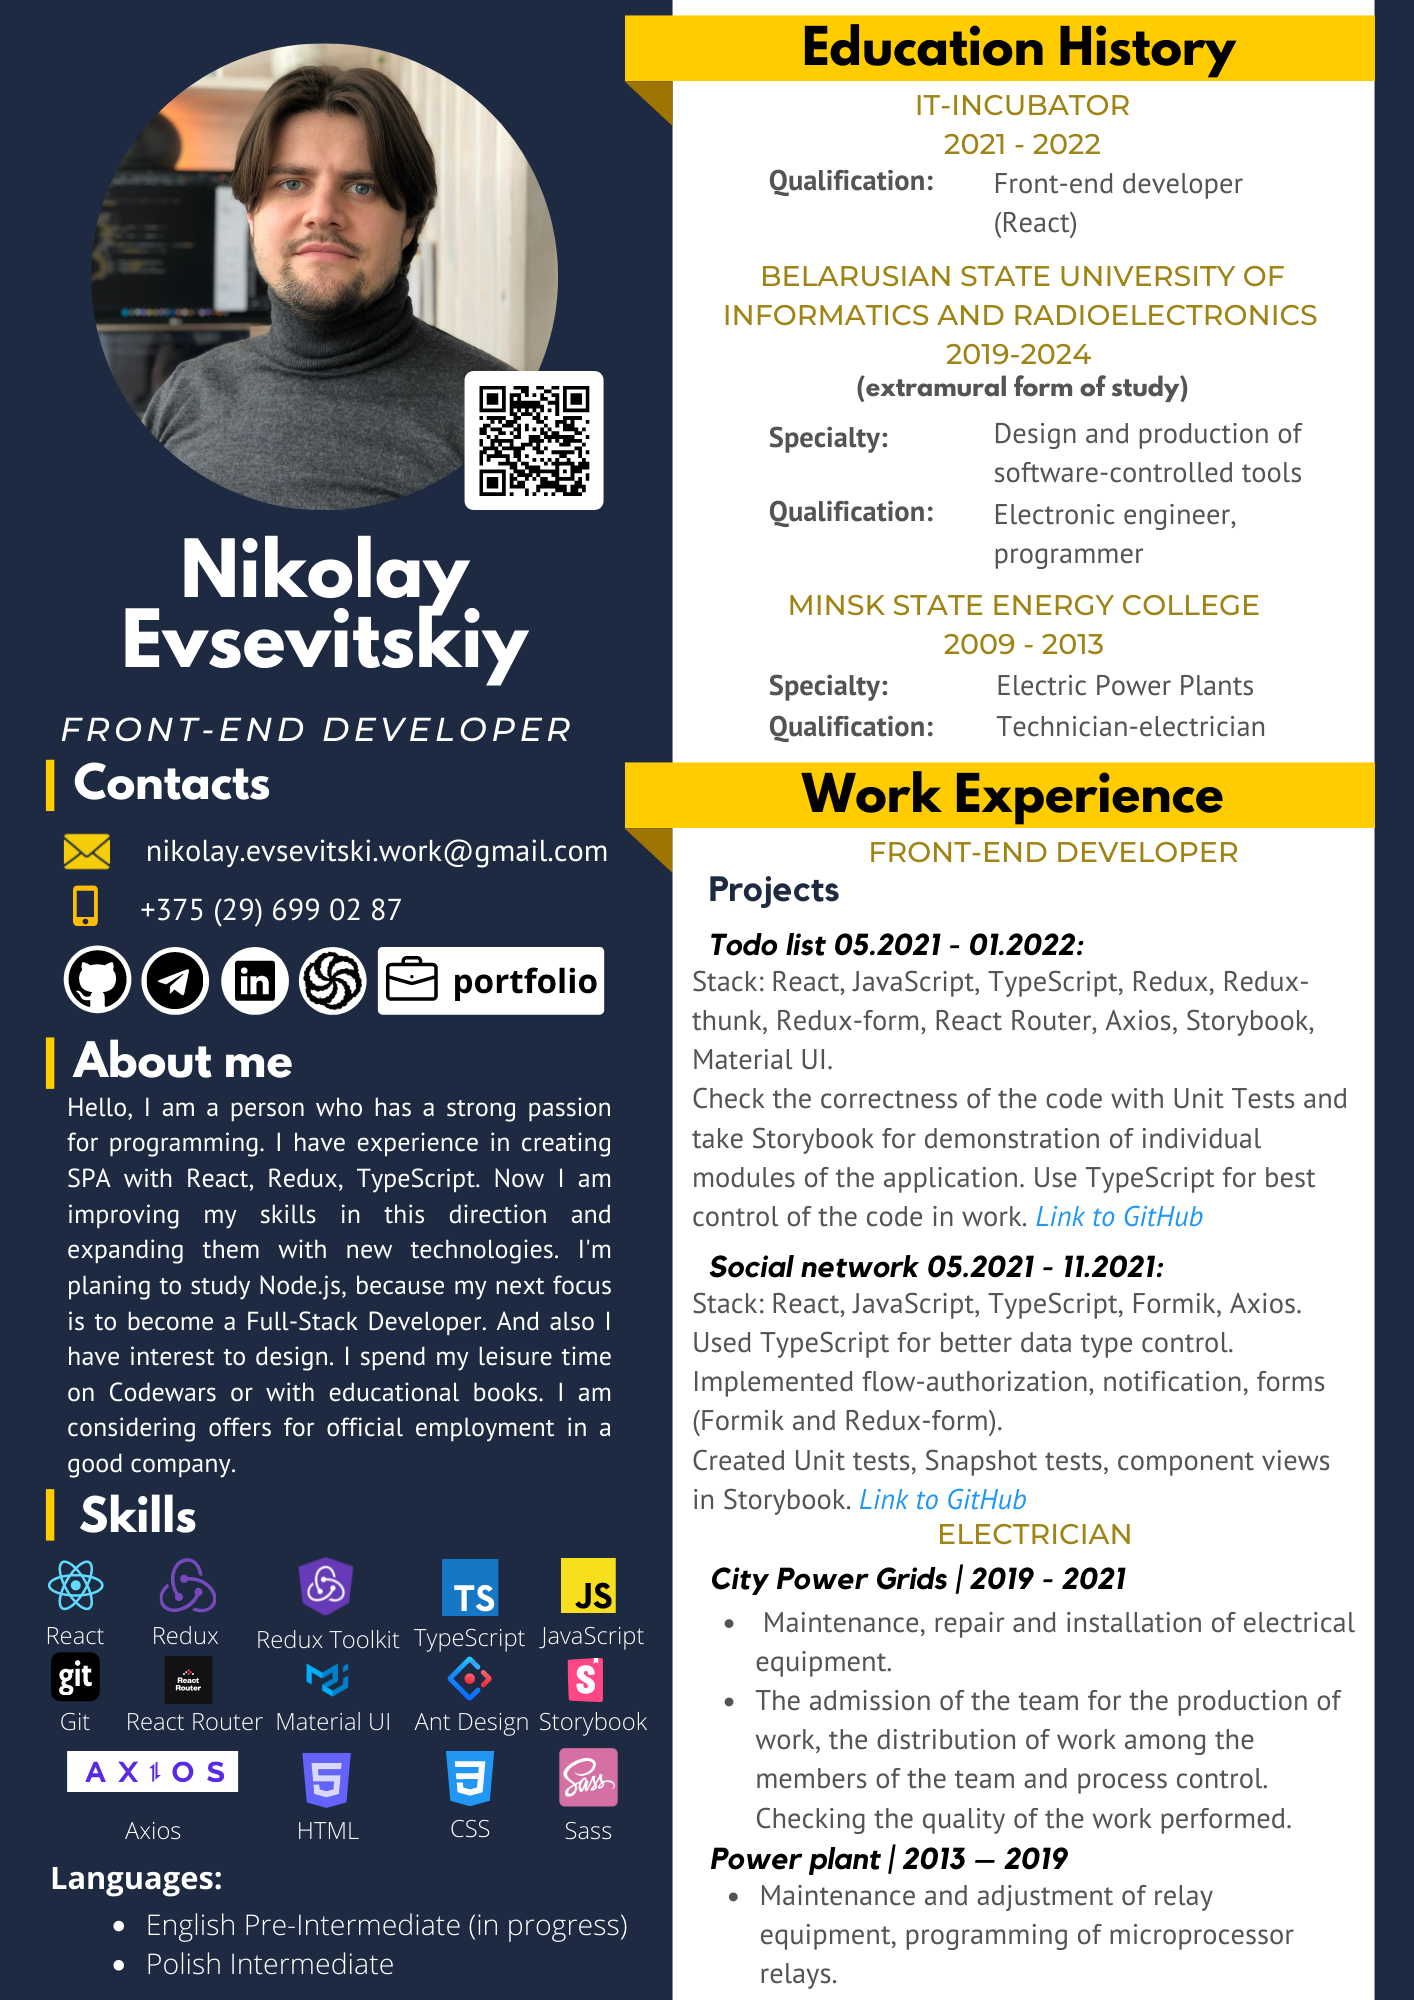 Nikolay
Evsevitskiy
FRONT-END DEVELOPER
Contacts
nikolay.evsevitski.work@gmail.com
+375 (29) 699 02 87
in
portfolio
About me
Hello, I am a person who has a strong passion
for programming. I have experience in creating
SPA with React, Redux, TypeScript. Now I am
improving my skills in this direction and
expanding them with new technologies. I'm
planing to study Node.js, because my next focus
is to become a Full-Stack Developer. And also I
have interest to design. I spend my leisure time
on Codewars or with educational books. I am
considering offers for official employment in a
good company.
Skills
TS
JS
React
Redux
Redux Toolkit
TypeScript
JavaScript
git
React
Router
S
Git
React Router
Material UI
Ant Design
Storybook
AXIOS
5
3
Sass
Axios
HTML
CSS
Sass
Languages:
• English Pre-Intermediate (in progress)
• Polish Intermediate
Education History
IT-INCUBATOR
2021 - 2022
Qualification: Front-end developer
(React)
BELARUSIAN STATE UNIVERSITY OF
INFORMATICS AND RADIOELECTRONICS
2019-2024
(extramural form of study)
Specialty: Design and production of
software-controlled tools
Qualification: Electronic engineer,
programmer
MINSK STATE ENERGY COLLEGE
2009 - 2013
Specialty: Electric Power Plants
Qualification: Technician-electrician
Work Experience
FRONT-END DEVELOPER
Projects
Todo list 05.2021 - 01.2022:
Stack: React, JavaScript, TypeScript, Redux, Redux-
thunk, Redux-form, React Router, Axios, Storybook,
Material UI.
Check the correctness of the code with Unit Tests and
take Storybook for demonstration of individual
modules of the application. Use TypeScript for best
control of the code in work. Link to GitHub
Social network 05.2021 - 11.2021:
Stack: React, JavaScript, TypeScript, Formik, Axios.
Used TypeScript for better data type control.
Implemented flow-authorization, notification, forms
(Formik and Redux-form).
Created Unit tests, Snapshot tests, component views
in Storybook. Link to GitHub
ELECTRICIAN
City Power Grids | 2019 - 2021
• Maintenance, repair and installation of electrical
equipment.
• The admission of the team for the production of
work, the distribution of work among the
members of the team and process control.
Checking the quality of the work performed.
Power plant | 2013 – 2019
• Maintenance and adjustment of relay
equipment, programming of microprocessor
relays.